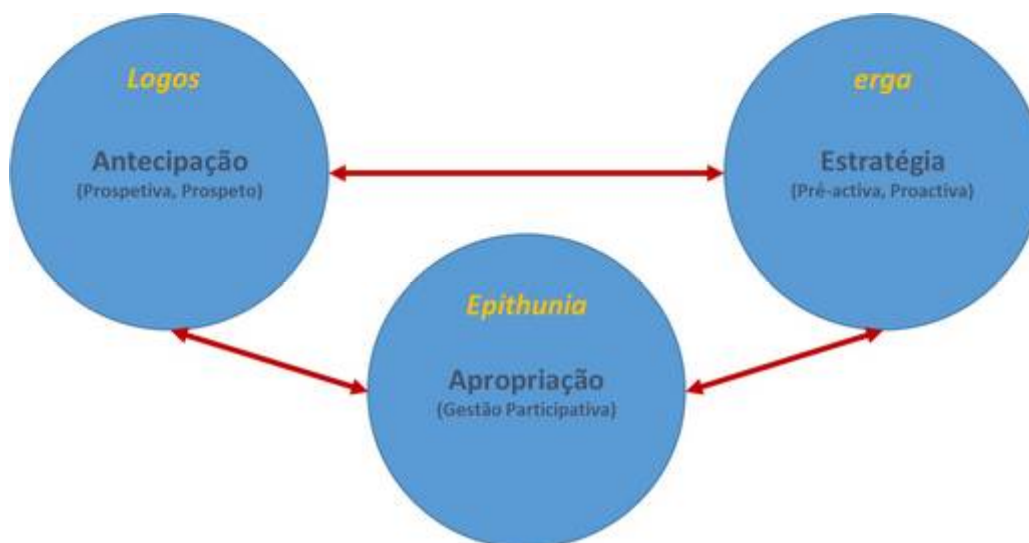 Logos
Antecipação
(Prospetiva, Prospeto)
erga
Estratégia
(Pré-activa, Proactiva)
Epithunia
Apropriação
(Gestão Participativa)